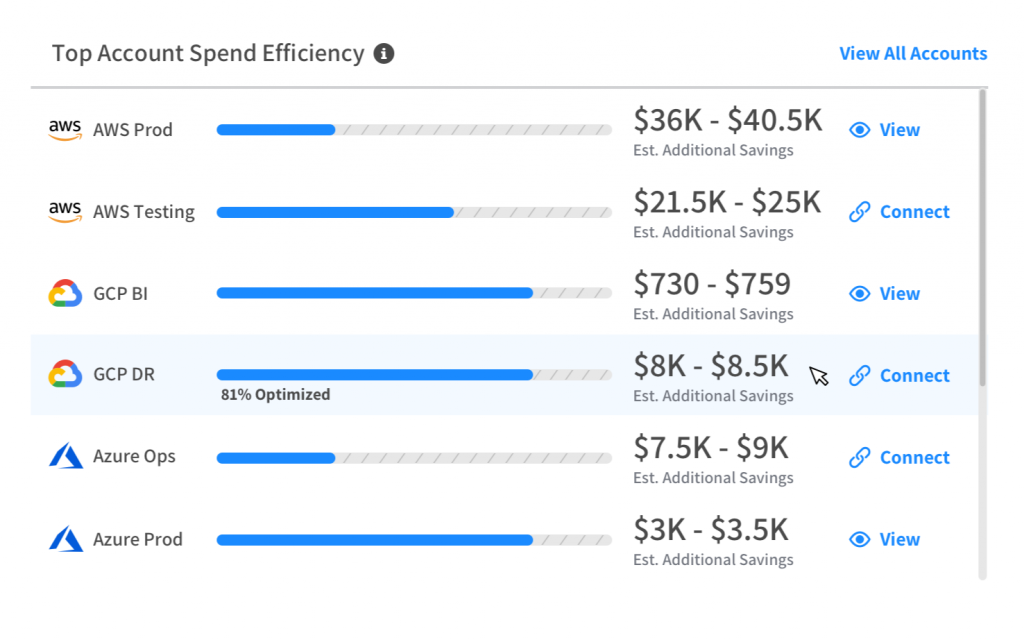 Top Account Spend Efficiency i
View All Accounts
aws AWS Prod
$36K - $40.5K
Est. Additional Savings
View
aws AWS Testing
$21.5K - $25K
Est. Additional Savings
Connect
GCP BI
$730 - $759
Est. Additional Savings
View
GCP DR
81% Optimized
$8K - $8.5K
Est. Additional Savings
Connect
Azure Ops
$7.5K - $9K
Est. Additional Savings
Connect
Azure Prod
$3K - $3.5K
Est. Additional Savings
View